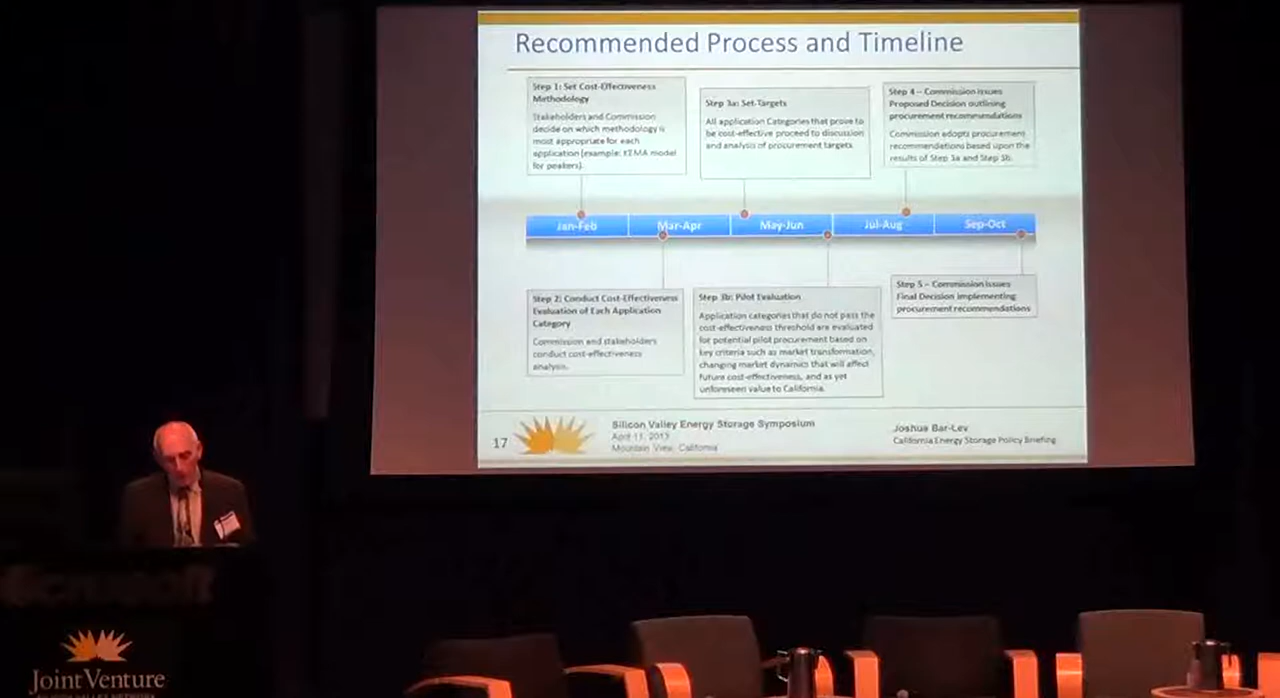 Recommended Process and Timeline
Step 1: Set Cost-Effectiveness
Methodology
Stakeholders and Commission
decide on which methodology is
most appropriate for each
application (example: KEMA model
for peakers).
Step 3a: Set Targets
All application Categories that prove to
be cost-effective proceed to discussion
and analysis of procurement targets
Step 4 – Commission Issues
Proposed Decision outlining
procurement recommendations
Commission adopts procurement
recommendations based upon the
results of Step 3a and Step 3b.
Jan-Feb
Mar-Apr
May-Jun
Jul-Aug
Sep-Oct
Step 2: Conduct Cost-Effectiveness
Evaluation of Each Application
Category
Commission and stakeholders
conduct cost-effectiveness
analysis.
Step 3b: Pilot Evaluation
Application categories that do not pass the
cost-effectiveness threshold are evaluated
for potential pilot procurement based on
key criteria such as market transformation,
changing market dynamics that will affect
future cost-effectiveness, and as yet
unforeseen value to California.
Step 5 – Commission Issues
Final Decision implementing
procurement recommendations
17
Silicon Valley Energy Storage Symposium
April 11, 2013
Mountain View, California
Joshua Bar-Lev
California Energy Storage Policy Briefing
Microsoft
Joint Venture
SILICON VALLEY NETWORK